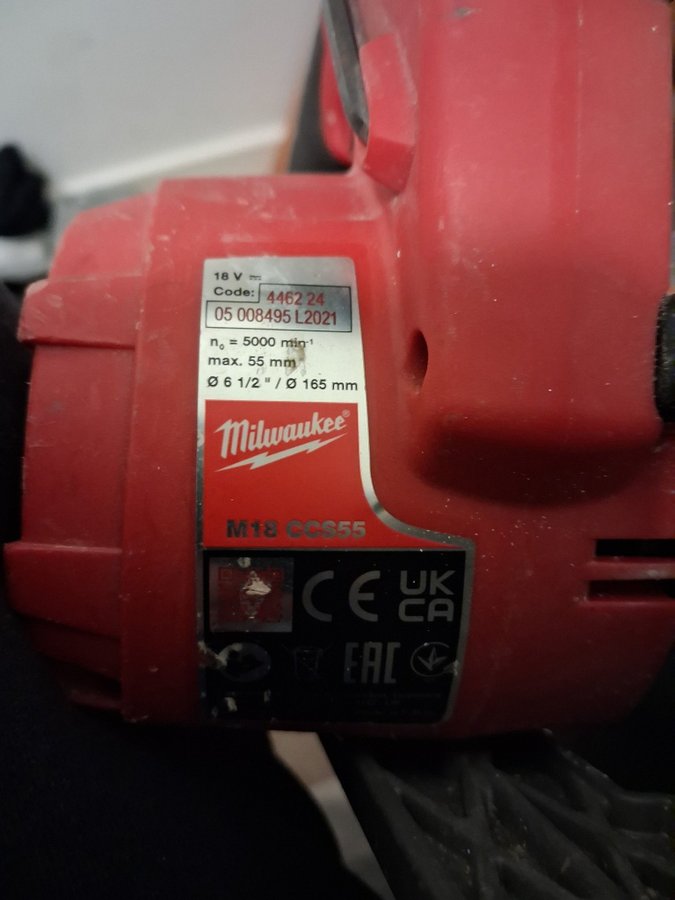 18 V ⎓
Code: 4462 24
05 008495 L2021
n₀ = 5000 min-¹
max. 55 mm
Ø 6 1/2 " / Ø 165 mm
Milwaukee®
M18 CCS55
CE
UK
CA
EAC